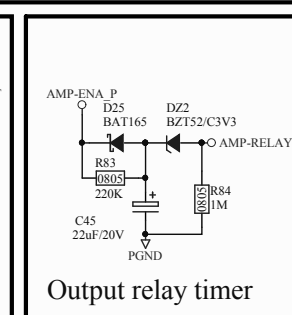 AMP-ENA_P
D25
BAT165
DZ2
BZT52/C3V3
AMP-RELAY
R83
0805
220K
+
0805
R84
1M
C45
22uF/20V
PGND
Output relay timer